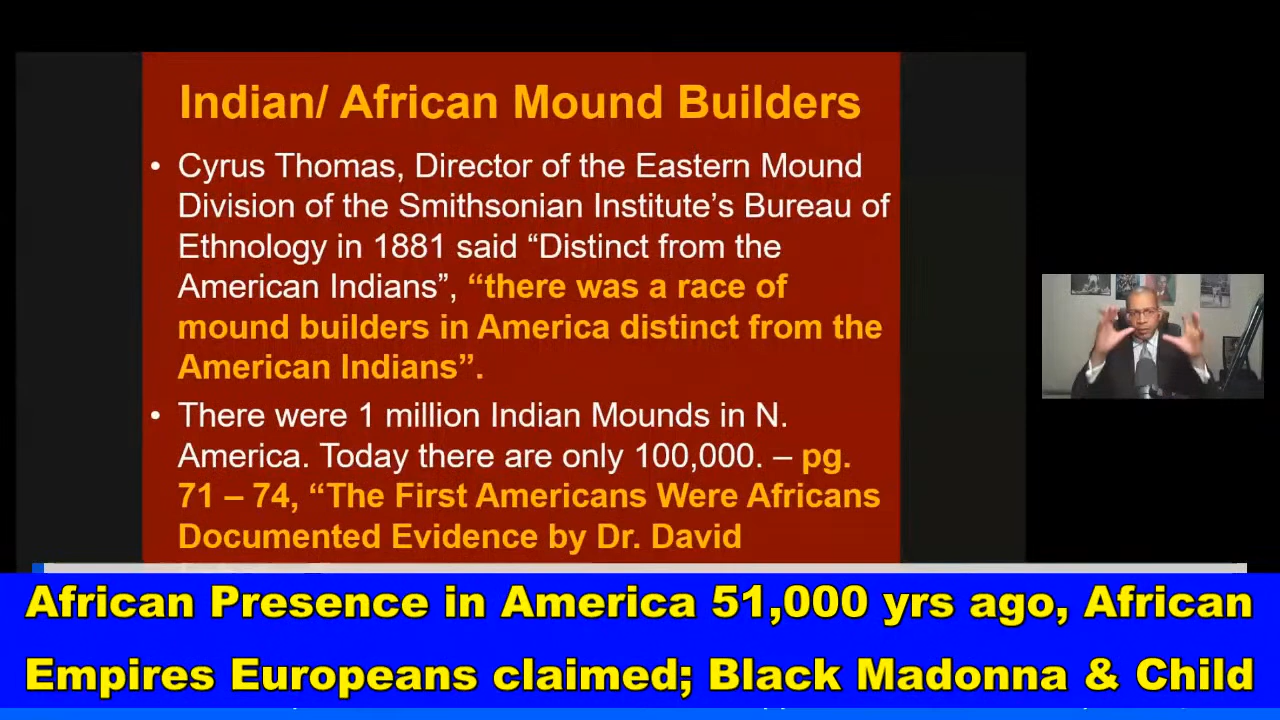 Indian/ African Mound Builders
• Cyrus Thomas, Director of the Eastern Mound
Division of the Smithsonian Institute’s Bureau of
Ethnology in 1881 said “Distinct from the
American Indians”, “there was a race of
mound builders in America distinct from the
American Indians”.
• There were 1 million Indian Mounds in N.
America. Today there are only 100,000. – pg.
71 – 74, “The First Americans Were Africans
Documented Evidence by Dr. David
African Presence in America 51,000 yrs ago, African
Empires Europeans claimed; Black Madonna & Child